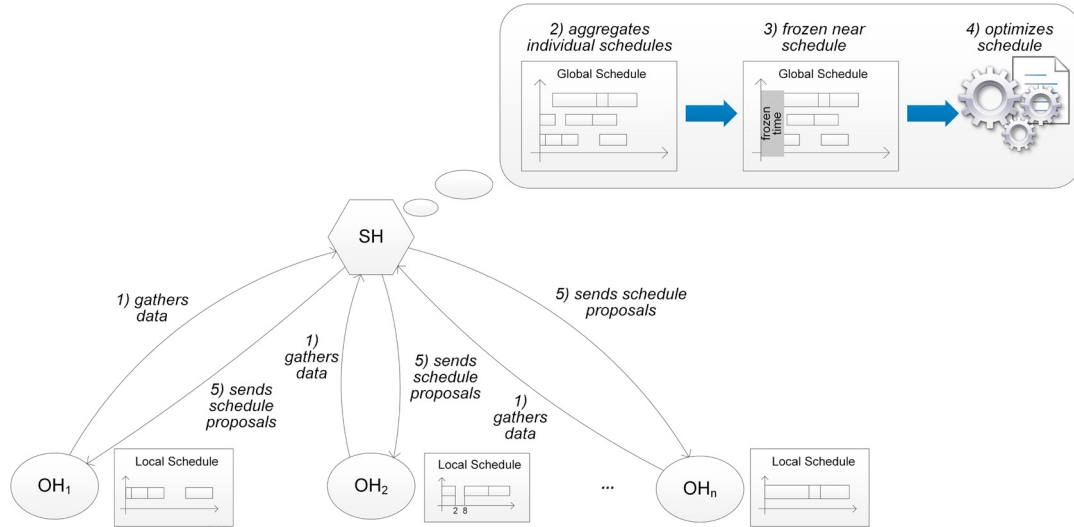 2) aggregates
individual schedules
3) frozen near
schedule
4) optimizes
schedule
Global Schedule
Global Schedule
frozen
time
SH
1) gathers
data
5) sends schedule
proposals
1)
gathers
data
5) sends
schedule
proposals
5) sends
schedule
proposals
1)
gathers
data
OH₁
Local Schedule
OH₂
Local Schedule
2 8
...
OHₙ
Local Schedule